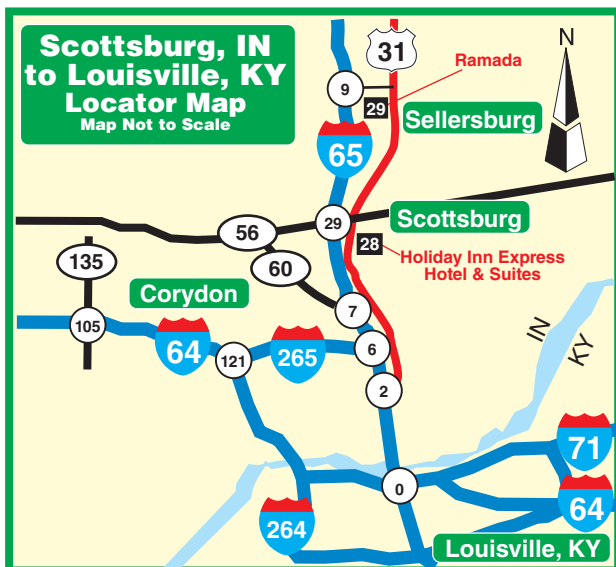 Scottsburg, IN
to Louisville, KY
Locator Map
Map Not to Scale
31
N
Ramada
9
29
Sellersburg
65
29
Scottsburg
56
28
Holiday Inn Express
Hotel & Suites
135
60
Corydon
7
105
64
121
265
6
IN
KY
2
71
0
64
264
Louisville, KY